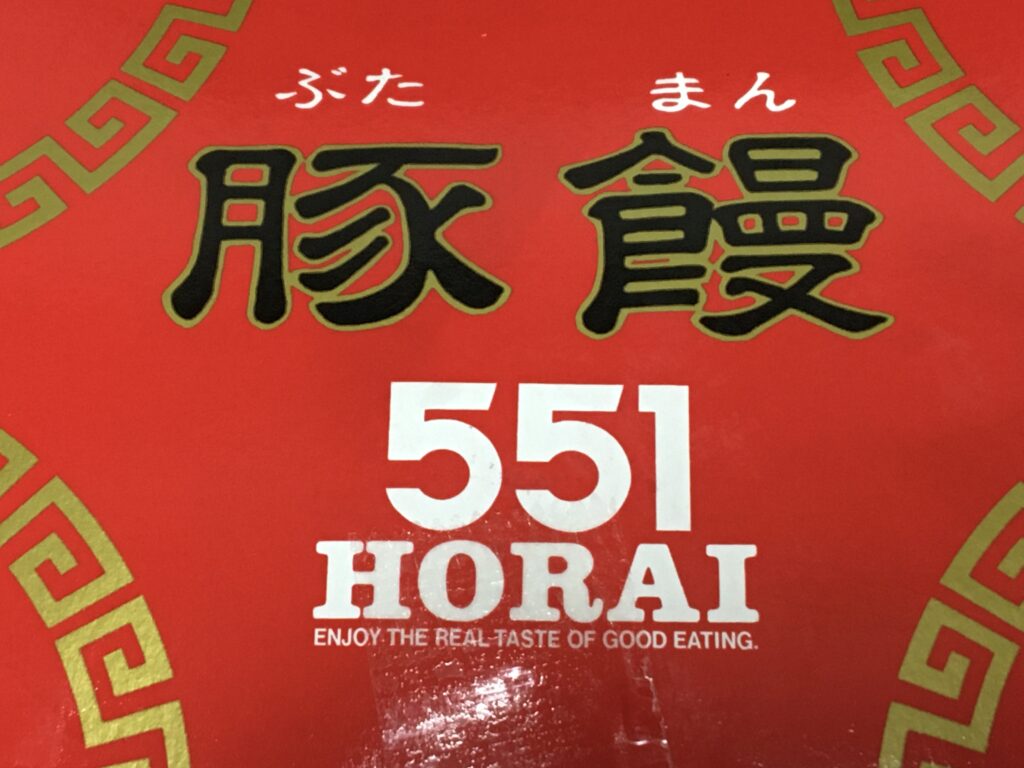 ぶた まん
豚饅
551
HORAI
ENJOY THE REAL TASTE OF GOOD EATING.